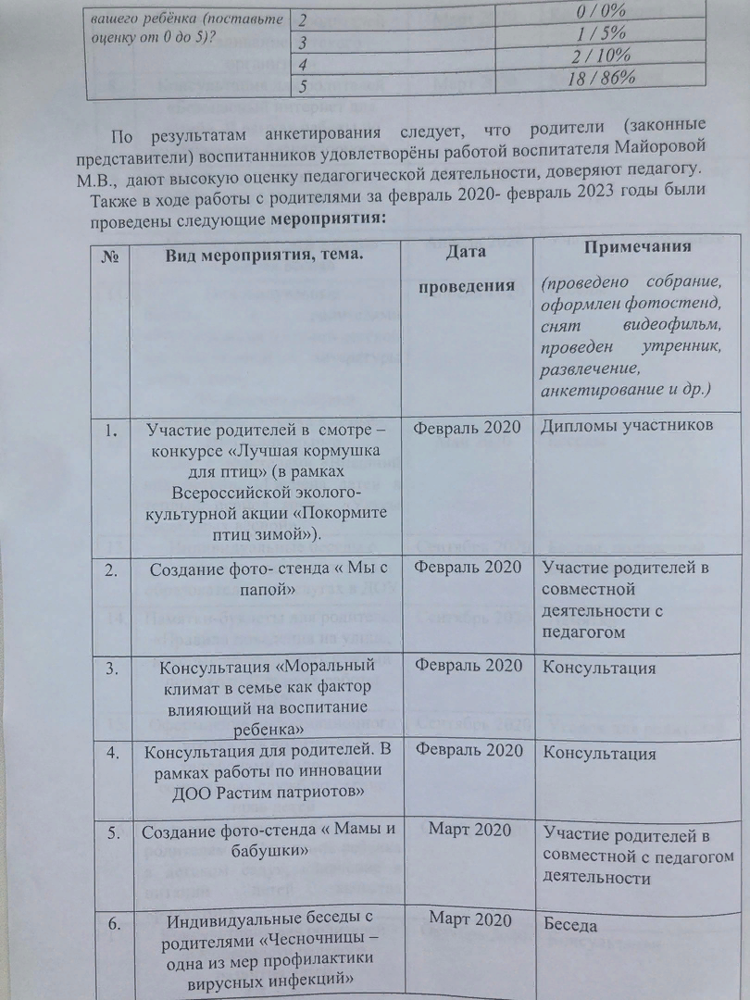 вашего ребёнка (поставьте
оценку от 0 до 5)?
2 0 / 0%
3 1 / 5%
4 2 / 10%
5 18 / 86%
По результатам анкетирования следует, что родители (законные
представители) воспитанников удовлетворёны работой воспитателя Майоровой
М.В., дают высокую оценку педагогической деятельности, доверяют педагогу.
Также в ходе работы с родителями за февраль 2020- февраль 2023 годы были
проведены следующие мероприятия:
№ Вид мероприятия, тема. Дата Примечания
проведения
(проведено собрание,
оформлен фотостенд,
снят видеофильм,
проведен утренник,
развлечение,
анкетирование и др.)
1. Участие родителей в смотре – Февраль 2020 Дипломы участников
конкурсе «Лучшая кормушка
для птиц» (в рамках
Всероссийской эколого-
культурной акции «Покормите
птиц зимой»).
2. Создание фото- стенда « Мы с Февраль 2020 Участие родителей в
папой» совместной
деятельности с
педагогом
3. Консультация «Моральный Февраль 2020 Консультация
климат в семье как фактор
влияющий на воспитание
ребенка»
4. Консультация для родителей. В Февраль 2020 Консультация
рамках работы по инновации
ДОО Растим патриотов»
5. Создание фото-стенда « Мамы и Март 2020 Участие родителей в
бабушки» совместной с педагогом
деятельности
6. Индивидуальные беседы с Март 2020 Беседа
родителями «Чесночницы –
одна из мер профилактики
вирусных инфекций»